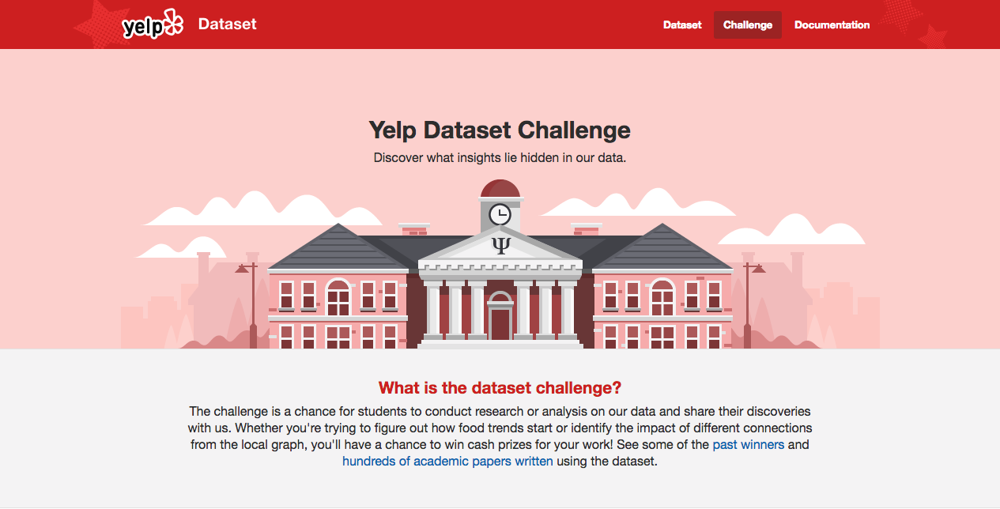 yelp Dataset
Dataset Challenge Documentation
Yelp Dataset Challenge
Discover what insights lie hidden in our data.
Ψ
What is the dataset challenge?
The challenge is a chance for students to conduct research or analysis on our data and share their discoveries
with us. Whether you're trying to figure out how food trends start or identify the impact of different connections
from the local graph, you'll have a chance to win cash prizes for your work! See some of the past winners and
hundreds of academic papers written using the dataset.